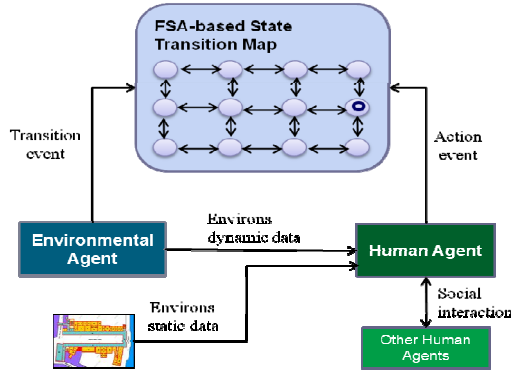 FSA-based State
Transition Map
Transition
event
Action
event
Environmental
Agent
Environs
dynamic data
Human Agent
Environs
static data
Social
interaction
Other Human
Agents